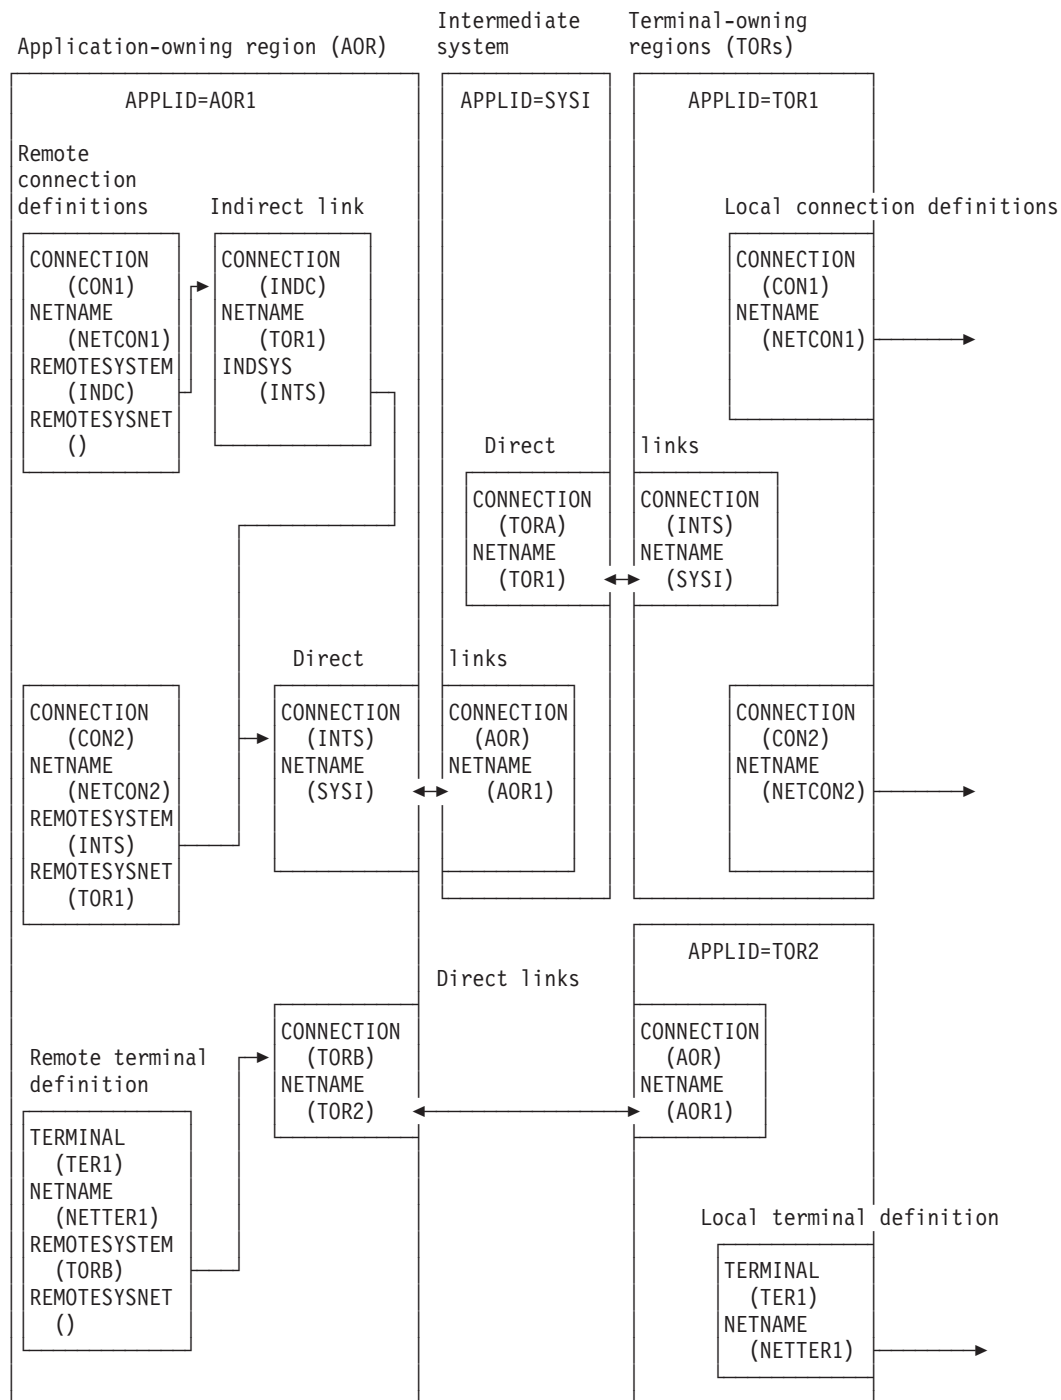 Intermediate
system
Terminal-owning
regions (TORs)
Application-owning region (AOR)
APPLID=AOR1
APPLID=SYSI
APPLID=TOR1
Remote
connection
definitions
Indirect link
Local connection definitions
CONNECTION
(CON1)
NETNAME
(NETCON1)
REMOTESYSTEM
(INDC)
REMOTESYSNET
()
CONNECTION
(INDC)
NETNAME
(TOR1)
INDSYS
(INTS)
CONNECTION
(CON1)
NETNAME
(NETCON1)
Direct links
CONNECTION
(TORA)
NETNAME
(TOR1)
CONNECTION
(INTS)
NETNAME
(SYSI)
Direct links
CONNECTION
(CON2)
NETNAME
(NETCON2)
REMOTESYSTEM
(INTS)
REMOTESYSNET
(TOR1)
CONNECTION
(INTS)
NETNAME
(SYSI)
CONNECTION
(AOR)
NETNAME
(AOR1)
CONNECTION
(CON2)
NETNAME
(NETCON2)
APPLID=TOR2
Direct links
CONNECTION
(TORB)
NETNAME
(TOR2)
CONNECTION
(AOR)
NETNAME
(AOR1)
Remote terminal
definition
TERMINAL
(TER1)
NETNAME
(NETTER1)
REMOTESYSTEM
(TORB)
REMOTESYSNET
()
Local terminal definition
TERMINAL
(TER1)
NETNAME
(NETTER1)